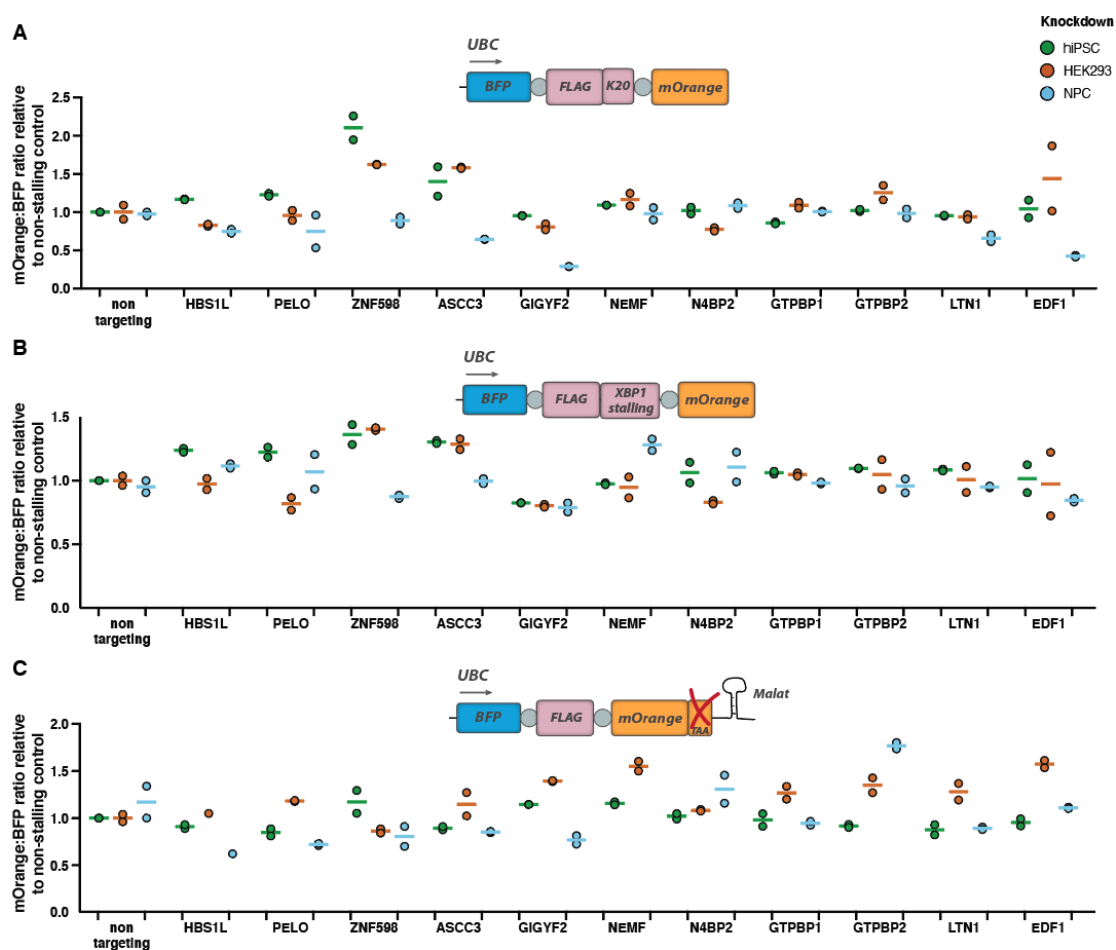 Knockdown
hiPSC
HEK293
NPC
A
UBC
BFP FLAG K20 mOrange
mOrange:BFP ratio relative
to non-stalling control
2.5
2.0
1.5
1.0
0.5
0.0
non
targeting HBS1L PELO ZNF598 ASCC3 GIGYF2 NEMF N4BP2 GTPBP1 GTPBP2 LTN1 EDF1
B
UBC
BFP FLAG XBP1
stalling mOrange
mOrange:BFP ratio relative
to non-stalling control
1.5
1.0
0.5
0.0
non
targeting HBS1L PELO ZNF598 ASCC3 GIGYF2 NEMF N4BP2 GTPBP1 GTPBP2 LTN1 EDF1
C
UBC
BFP FLAG mOrange TAA Malat
mOrange:BFP ratio relative
to non-stalling control
2.0
1.5
1.0
0.5
0.0
non
targeting HBS1L PELO ZNF598 ASCC3 GIGYF2 NEMF N4BP2 GTPBP1 GTPBP2 LTN1 EDF1